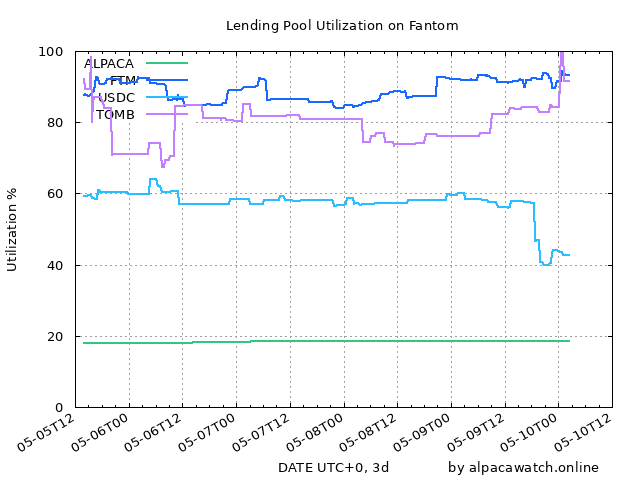 Lending Pool Utilization on Fantom
Utilization %
100
80
60
40
20
0
ALPACA
FTM
USDC
TOMB
05-05T12
05-06T00
05-06T12
05-07T00
05-07T12
05-08T00
05-08T12
05-09T00
05-09T12
05-10T00
05-10T12
DATE UTC+0, 3d
by alpacawatch.online